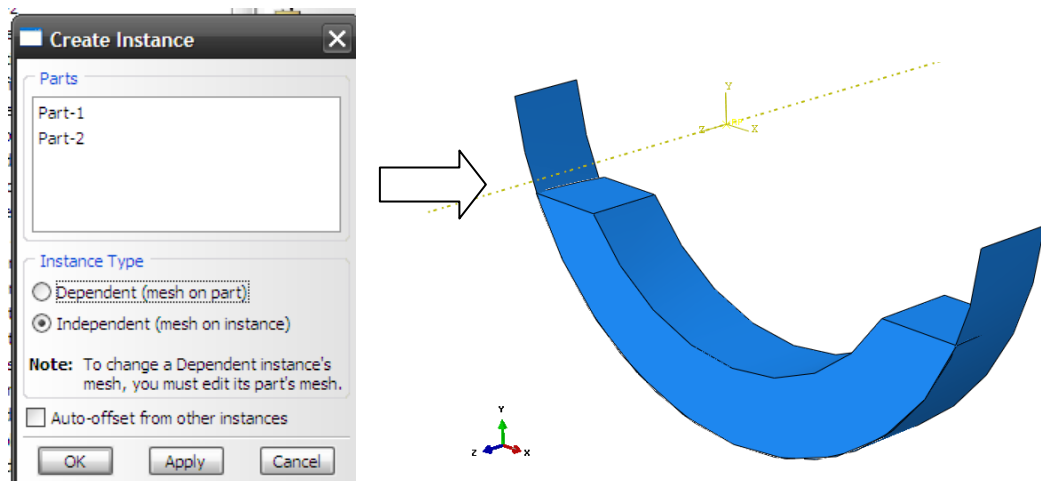 Create Instance
Parts
Part-1
Part-2
Instance Type
Dependent (mesh on part)
Independent (mesh on instance)
Note: To change a Dependent instance's
mesh, you must edit its part's mesh.
Auto-offset from other instances
OK Apply Cancel
Y
Z X
Y
Z X